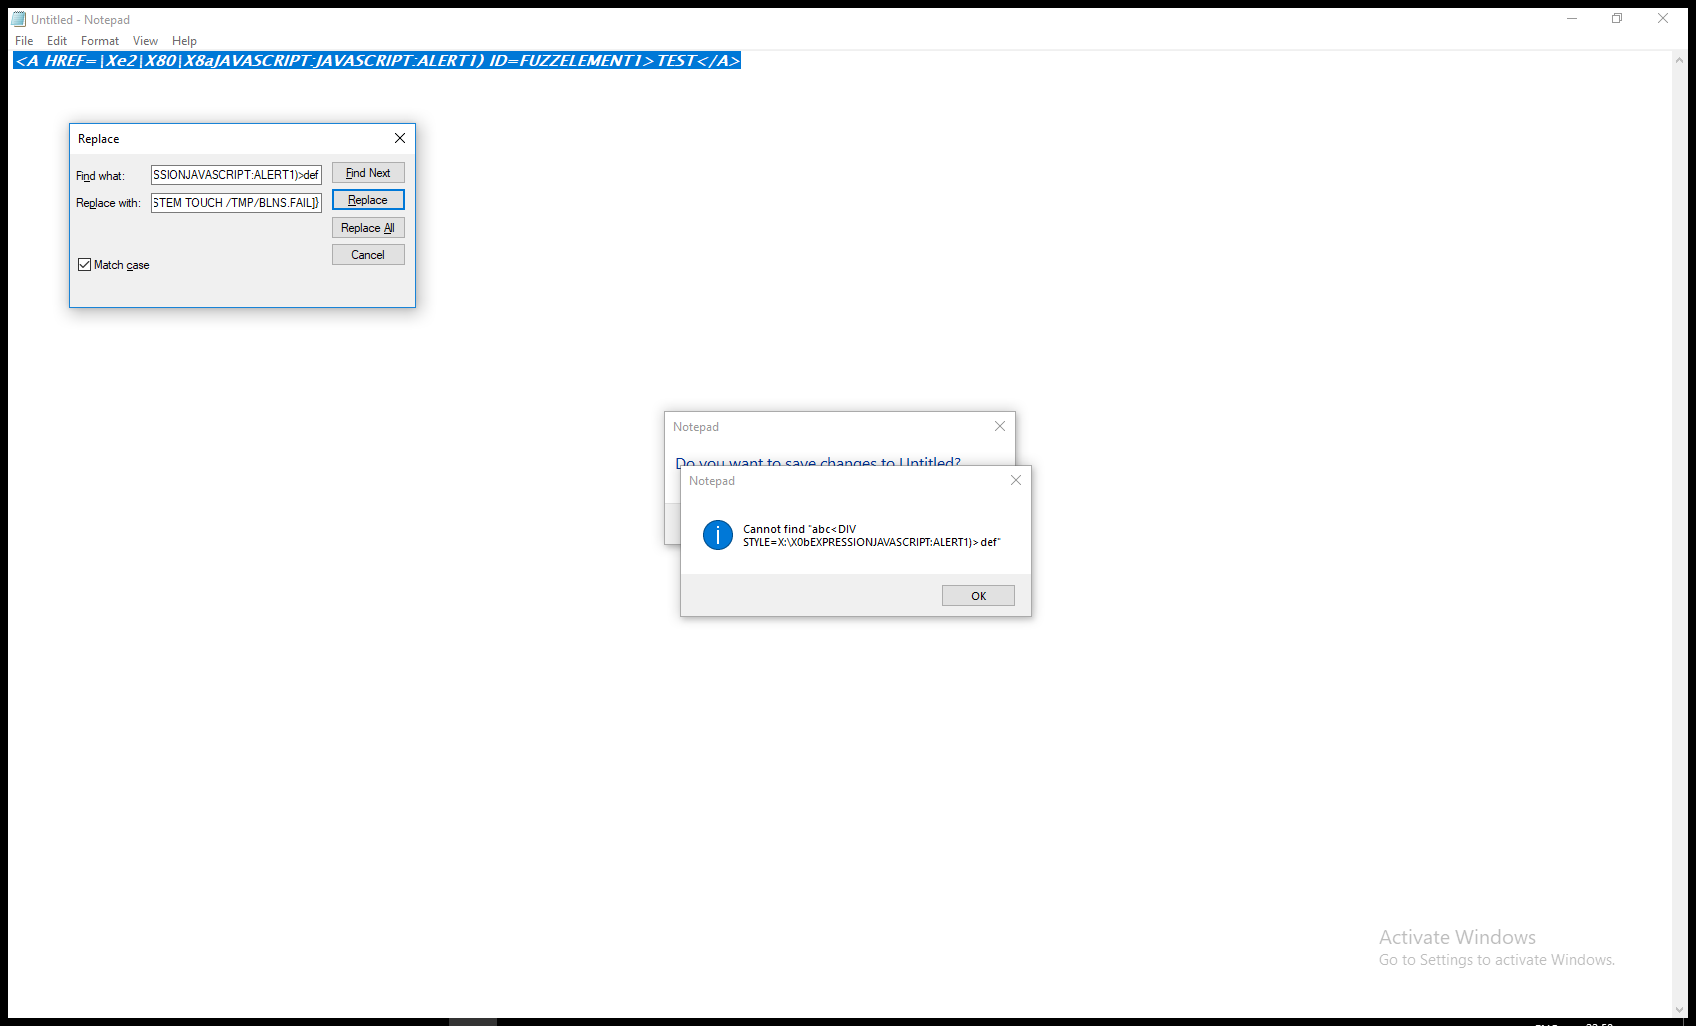 Untitled - Notepad
File Edit Format View Help
<A HREF=|Xe2|X80|X8aJAVASCRIPT:JAVASCRIPT:ALERT1) ID=FUZZELEMENT1>TEST</A>
Replace
Find what: SSIONJAVASCRIPT:ALERT1)>def Find Next
Replace with: STEM TOUCH /TMP/BLNS.FAIL]} Replace
Replace All
Cancel
Match case
Notepad
Do you want to save changes to Untitled?
Notepad
Cannot find "abc<DIV
STYLE=X:\X0bEXPRESSIONJAVASCRIPT:ALERT1)>def"
OK
Activate Windows
Go to Settings to activate Windows.